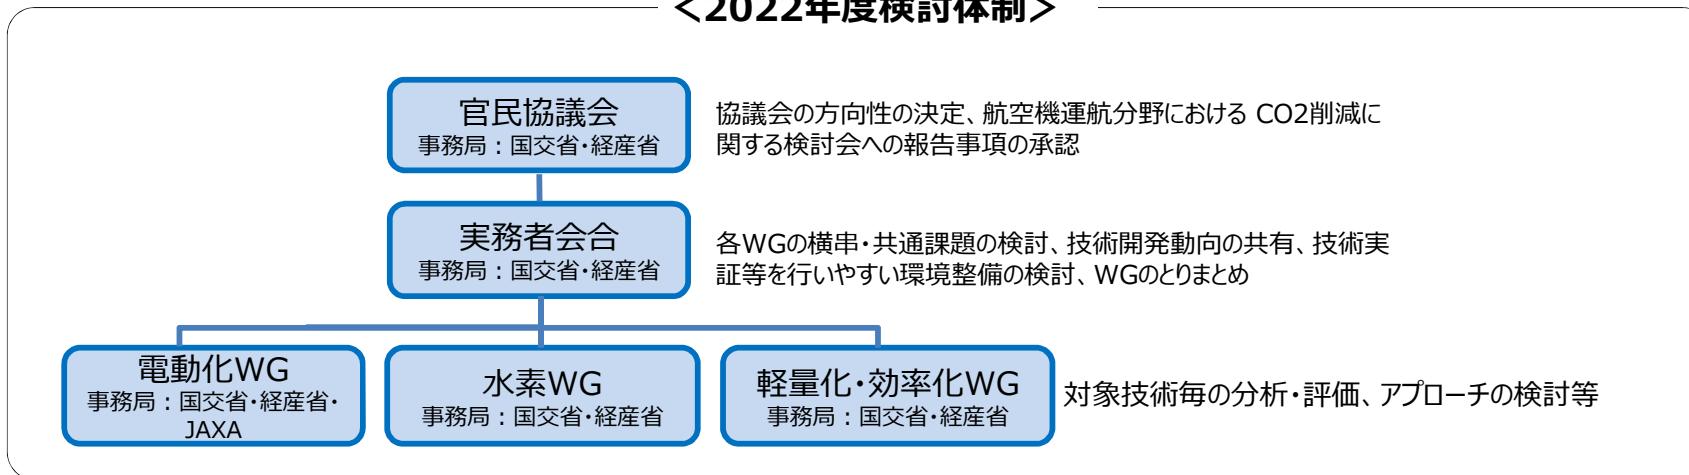 <2022年度検討体制>
官民協議会
事務局：国交省・経産省
協議会の方向性の決定、航空機運航分野における CO2削減に
関する検討会への報告事項の承認
実務者会合
事務局：国交省・経産省
各WGの横串・共通課題の検討、技術開発動向の共有、技術実
証等を行いやすい環境整備の検討、WGのとりまとめ
電動化WG
事務局：国交省・経産省・
JAXA
水素WG
事務局：国交省・経産省
軽量化・効率化WG
事務局：国交省・経産省
対象技術毎の分析・評価、アプローチの検討等